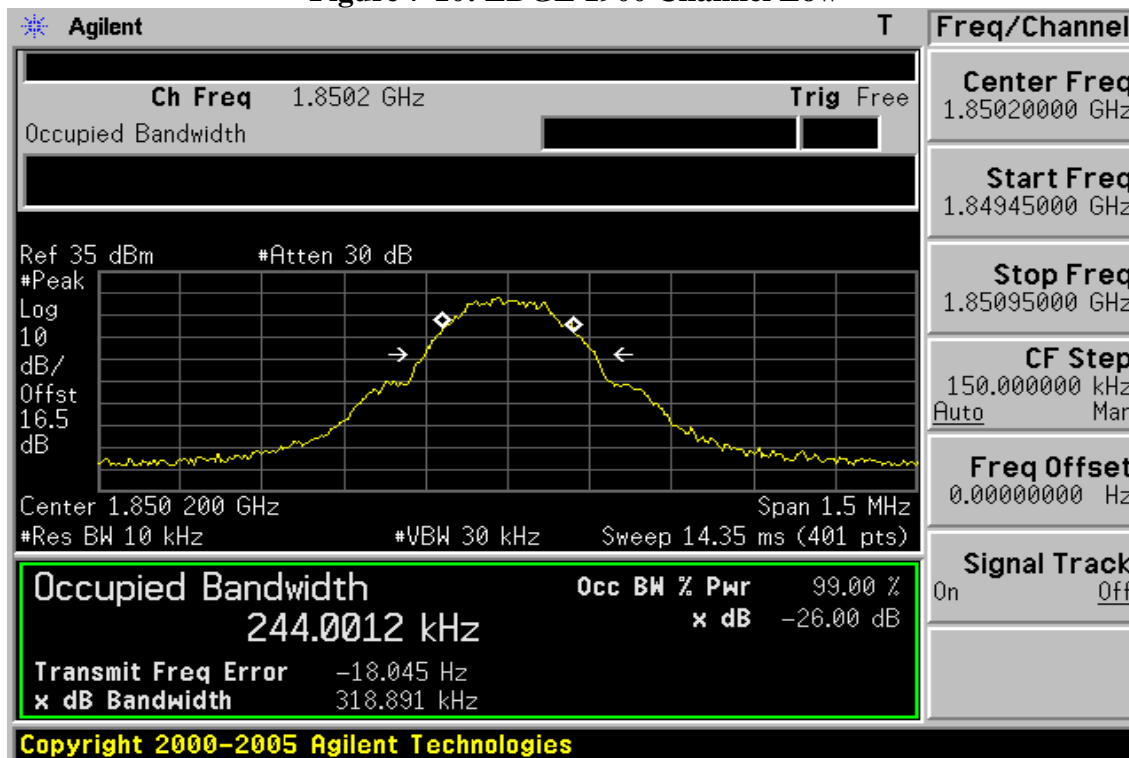 Agilent T
Freq/Channel
Ch Freq 1.8502 GHz Trig Free
Occupied Bandwidth
Center Freq
1.85020000 GHz
Start Freq
1.84945000 GHz
Stop Freq
1.85095000 GHz
CF Step
150.000000 kHz
Auto Man
Freq Offset
0.00000000 Hz
Signal Track
On Off
Ref 35 dBm #Atten 30 dB
#Peak
Log
10
dB/
Offst
16.5
dB
Center 1.850 200 GHz Span 1.5 MHz
#Res BW 10 kHz #VBW 30 kHz Sweep 14.35 ms (401 pts)
Occupied Bandwidth
244.0012 kHz
Occ BW % Pwr 99.00 %
x dB -26.00 dB
Transmit Freq Error -18.045 Hz
x dB Bandwidth 318.891 kHz
Copyright 2000-2005 Agilent Technologies